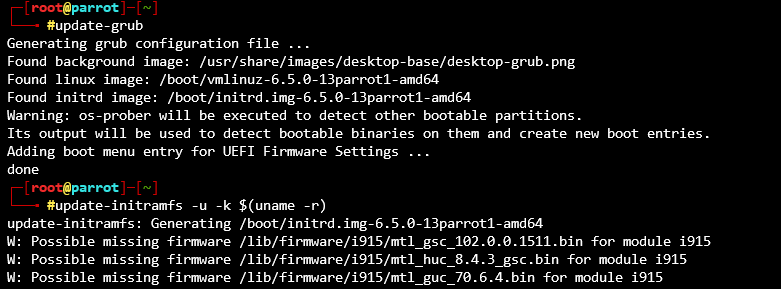 ┌─[root@parrot]─[~]
└──╼ #update-grub
Generating grub configuration file ...
Found background image: /usr/share/images/desktop-base/desktop-grub.png
Found linux image: /boot/vmlinuz-6.5.0-13parrot1-amd64
Found initrd image: /boot/initrd.img-6.5.0-13parrot1-amd64
Warning: os-prober will be executed to detect other bootable partitions.
Its output will be used to detect bootable binaries on them and create new boot entries.
Adding boot menu entry for UEFI Firmware Settings ...
done
┌─[root@parrot]─[~]
└──╼ #update-initramfs -u -k $(uname -r)
update-initramfs: Generating /boot/initrd.img-6.5.0-13parrot1-amd64
W: Possible missing firmware /lib/firmware/i915/mtl_gsc_102.0.0.1511.bin for module i915
W: Possible missing firmware /lib/firmware/i915/mtl_huc_8.4.3_gsc.bin for module i915
W: Possible missing firmware /lib/firmware/i915/mtl_guc_70.6.4.bin for module i915